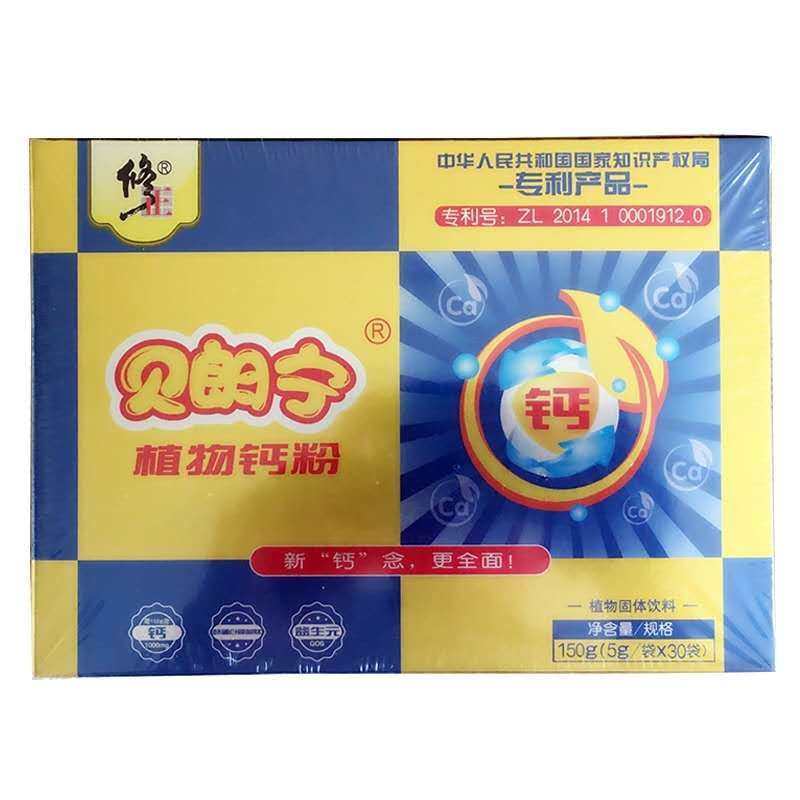 修正®
中华人民共和国国家知识产权局
-专利产品-
专利号：ZL 2014 1 0001912.0
贝朗宁®
植物钙粉
Ca
Ca
钙
Ca
Ca
新“钙”念，更全面！
钙
1000mg
益生元
GOS
植物固体饮料
净含量/规格
150g(5g/袋X30袋)